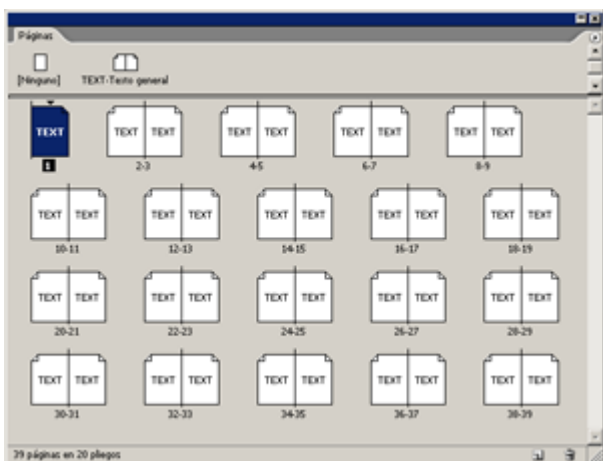 Páginas
[Ninguno] TEXT-Texto general
TEXT TEXT TEXT TEXT TEXT TEXT TEXT TEXT TEXT
1 2-3 4-5 6-7 8-9
TEXT TEXT TEXT TEXT TEXT TEXT TEXT TEXT TEXT TEXT
10-11 12-13 14-15 16-17 18-19
TEXT TEXT TEXT TEXT TEXT TEXT TEXT TEXT TEXT TEXT
20-21 22-23 24-25 26-27 28-29
TEXT TEXT TEXT TEXT TEXT TEXT TEXT TEXT TEXT TEXT
30-31 32-33 34-35 36-37 38-39
39 páginas en 20 pliegos